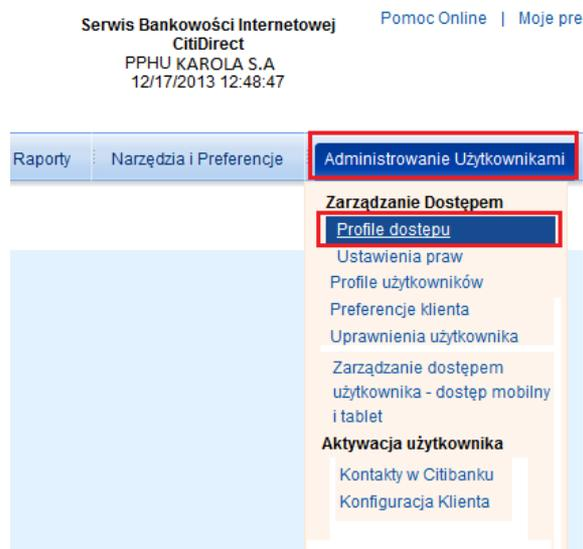 Serwis Bankowości Internetowej
CitiDirect
PPHU KAROLA S.A
12/17/2013 12:48:47
Pomoc Online | Moje pre
Raporty
Narzędzia i Preferencje
Administrowanie Użytkownikami
Zarządzanie Dostępem
Profile dostępu
Ustawienia praw
Profile użytkowników
Preferencje klienta
Uprawnienia użytkownika
Zarządzanie dostępem
użytkownika - dostęp mobilny
i tablet
Aktywacja użytkownika
Kontakty w Citibanku
Konfiguracja Klienta